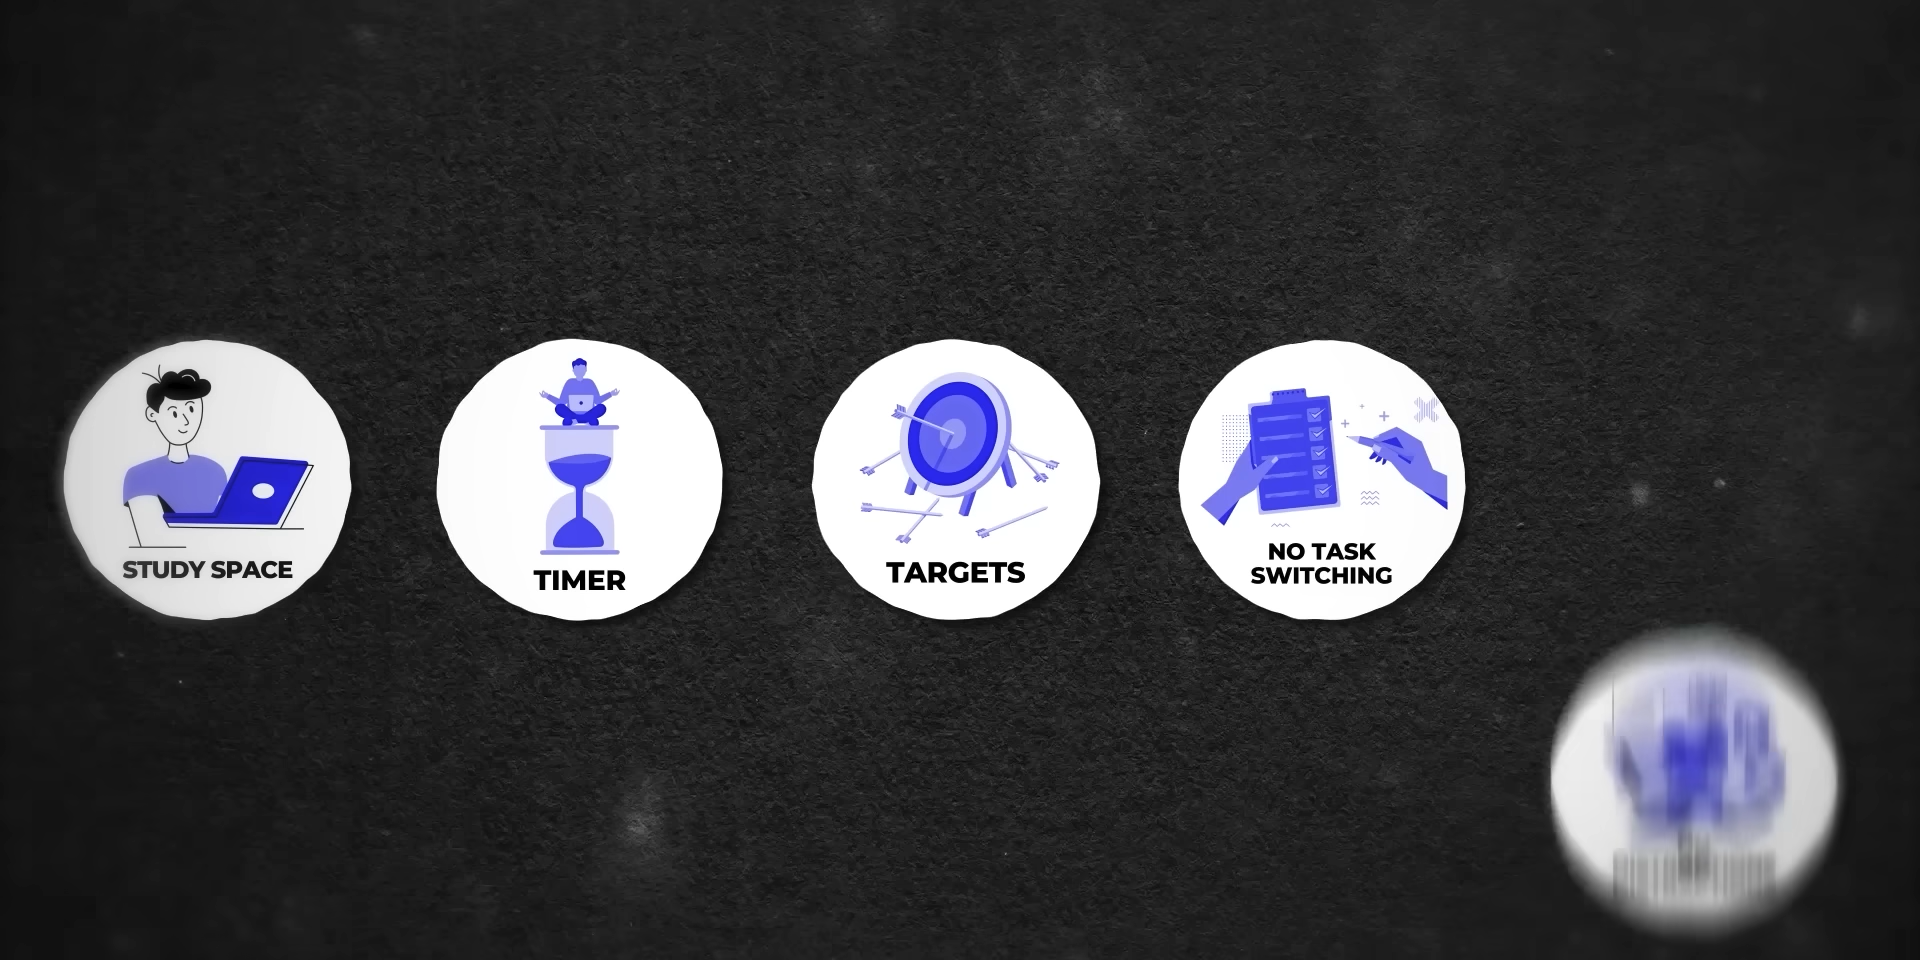 STUDY SPACE
TIMER
TARGETS
NO TASK
SWITCHING